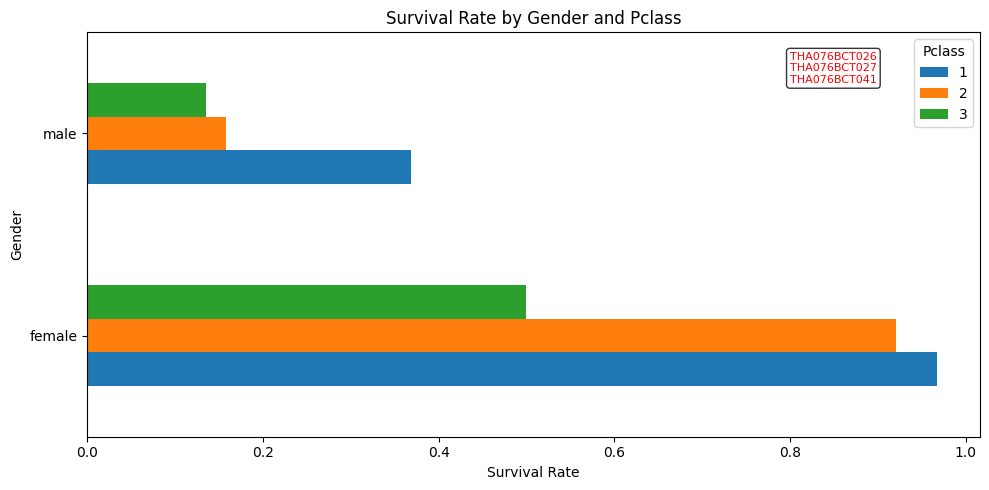 Survival Rate by Gender and Pclass
THA076BCT026
THA076BCT027
THA076BCT041
Pclass
1
2
3
male
female
Gender
0.0 0.2 0.4 0.6 0.8 1.0
Survival Rate